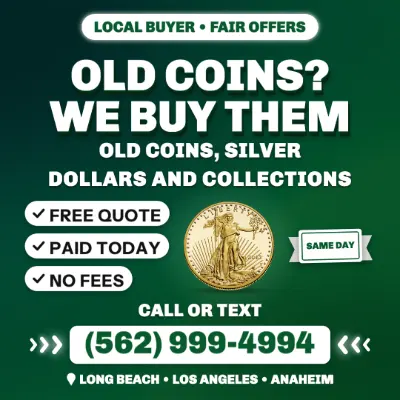 LOCAL BUYER • FAIR OFFERS
OLD COINS?
WE BUY THEM
OLD COINS, SILVER
DOLLARS AND COLLECTIONS
FREE QUOTE
PAID TODAY
NO FEES
LIBERTY
SAME DAY
CALL OR TEXT
(562) 999-4994
LONG BEACH • LOS ANGELES • ANAHEIM